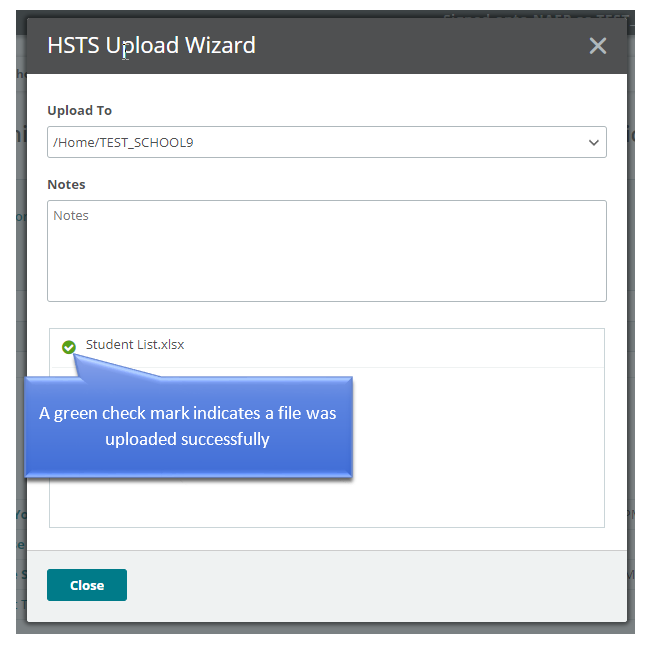 HSTS Upload Wizard
Upload To
/Home/TEST_SCHOOL9
Notes
Notes
Student List.xlsx
A green check mark indicates a file was
uploaded successfully
Close